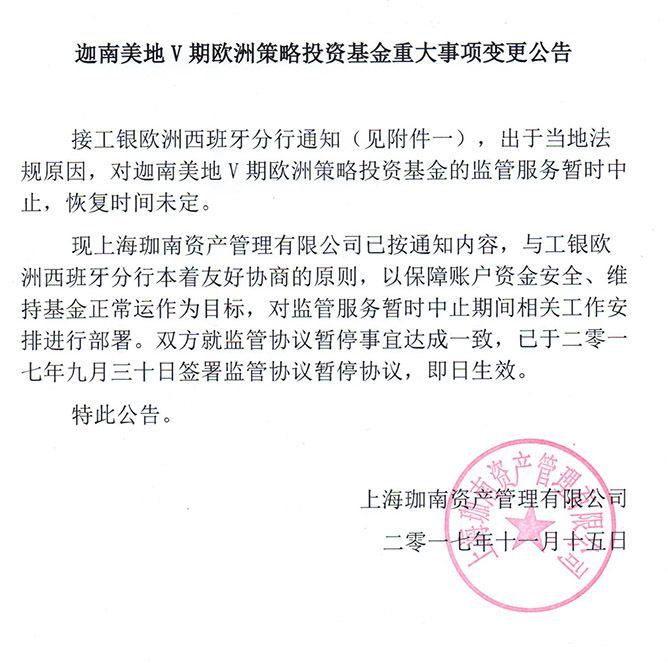 迦南美地 V 期欧洲策略投资基金重大事项变更公告
接工银欧洲西班牙分行通知（见附件一），出于当地法
规原因，对迦南美地 V 期欧洲策略投资基金的监管服务暂时中
止，恢复时间未定。
现上海珈南资产管理有限公司已按通知内容，与工银欧
洲西班牙分行本着友好协商的原则，以保障账户资金安全、维
持基金正常运作为目标，对监管服务暂时中止期间相关工作安
排进行部署。双方就监管协议暂停事宜达成一致，已于二零一
七年九月三十日签署监管协议暂停协议，即日生效。
特此公告。
上海珈南资产管理有限公司
二零一七年十一月十五日
上海珈南资产管理有限公司